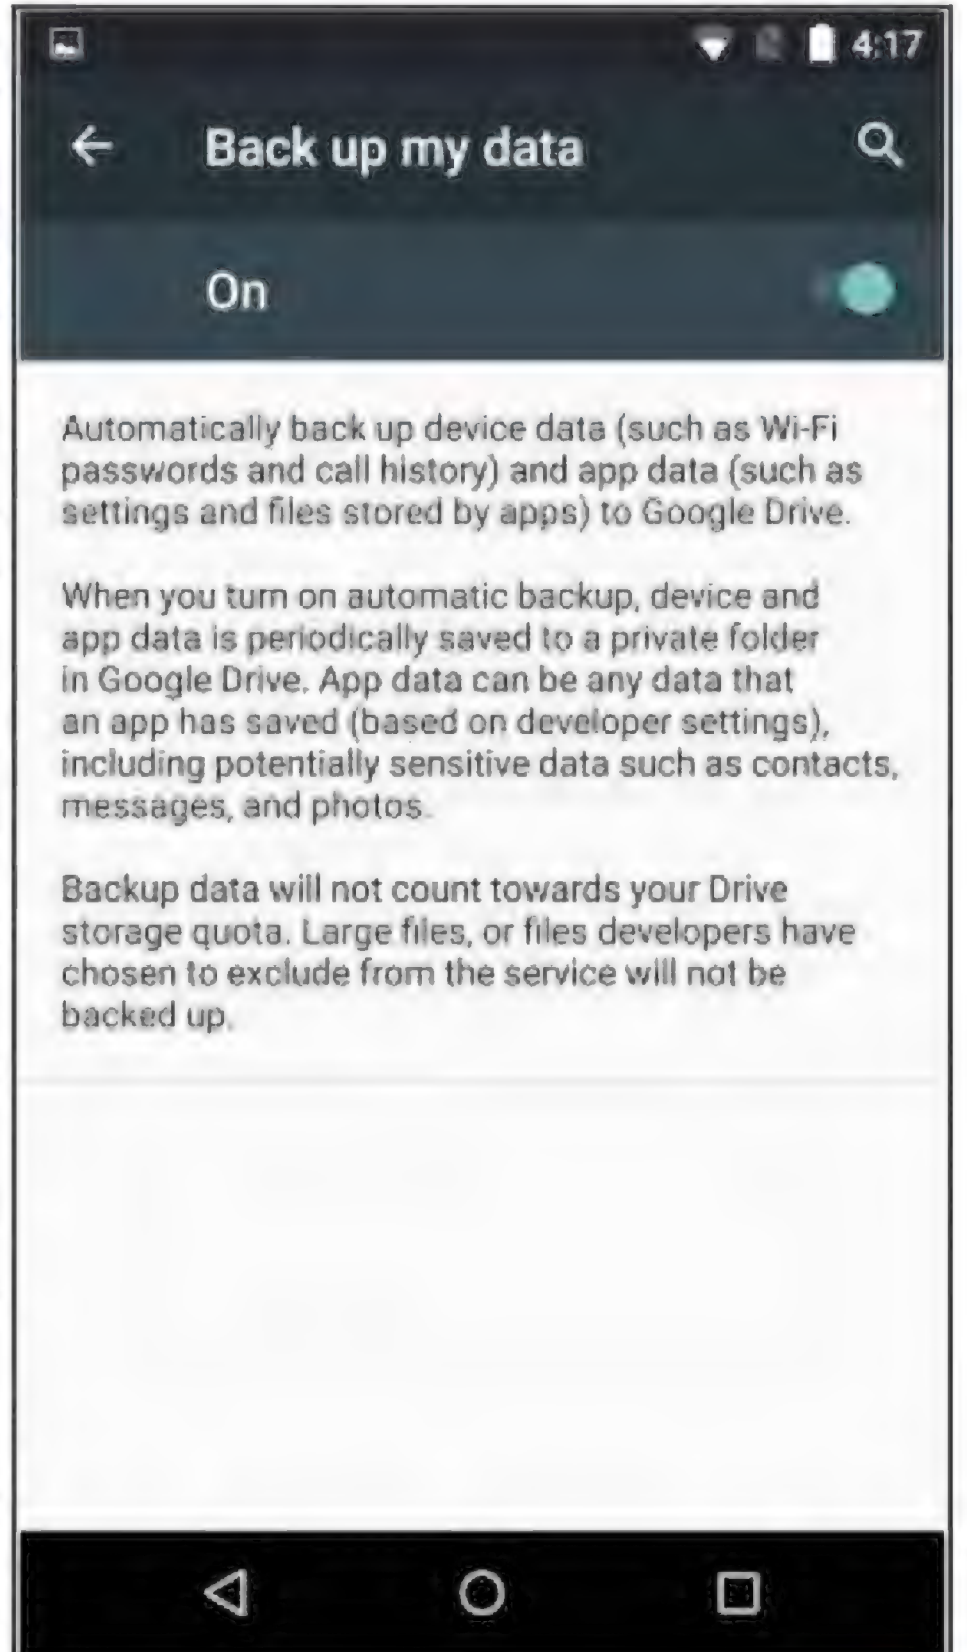 4:17
Back up my data
On
Automatically back up device data (such as Wi-Fi
passwords and call history) and app data (such as
settings and files stored by apps) to Google Drive.
When you turn on automatic backup, device and
app data is periodically saved to a private folder
in Google Drive. App data can be any data that
an app has saved (based on developer settings),
including potentially sensitive data such as contacts,
messages, and photos.
Backup data will not count towards your Drive
storage quota. Large files, or files developers have
chosen to exclude from the service will not be
backed up.